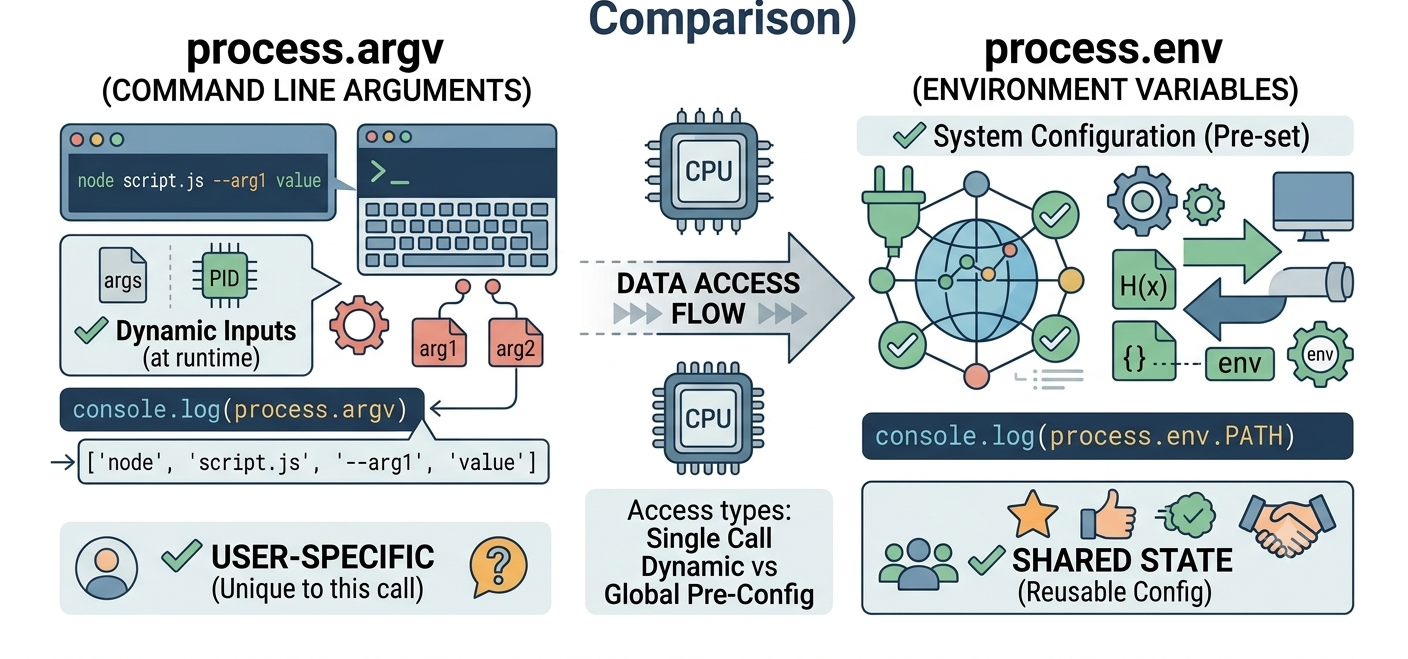 Comparison)
process.argv
(COMMAND LINE ARGUMENTS)
node script.js --arg1 value
>_
args
PID
Dynamic Inputs
(at runtime)
arg1
arg2
console.log(process.argv)
['node', 'script.js', '--arg1', 'value']
USER-SPECIFIC
(Unique to this call)
?
CPU
DATA ACCESS
FLOW
CPU
Access types:
Single Call
Dynamic vs
Global Pre-Config
process.env
(ENVIRONMENT VARIABLES)
System Configuration (Pre-set)
H(x)
{}
env
env
console.log(process.env.PATH)
SHARED STATE
(Reusable Config)